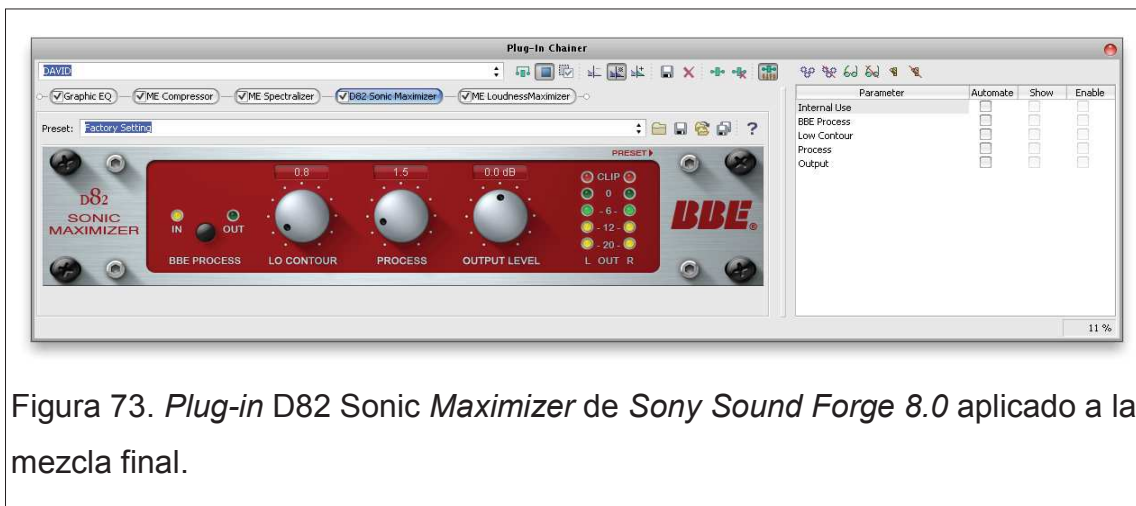 Plug-In Chainer
DAVID
Graphic EQ ME Compressor ME Spectralizer D82 Sonic Maximizer ME LoudnessMaximizer
Preset: Factory Setting ?
PRESET
0.8 1.5 0.0 dB
CLIP
0
- 6 -
- 12 -
- 20 -
L OUT R
D82
SONIC
MAXIMIZER
IN OUT
BBE PROCESS LO CONTOUR PROCESS OUTPUT LEVEL
BBE®
Parameter Automate Show Enable
Internal Use
BBE Process
Low Contour
Process
Output
11 %
Figura 73. Plug-in D82 Sonic Maximizer de Sony Sound Forge 8.0 aplicado a la
mezcla final.